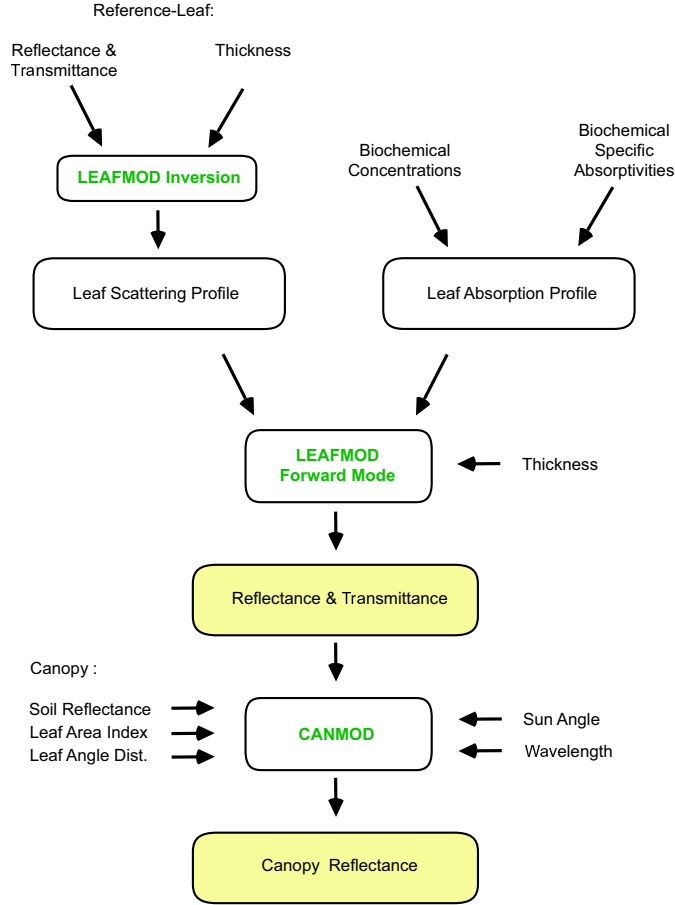 Reference-Leaf:
Reflectance &
Transmittance
Thickness
Biochemical
Concentrations
Biochemical
Specific
Absorptivities
LEAFMOD Inversion
Leaf Scattering Profile
Leaf Absorption Profile
LEAFMOD
Forward Mode
Thickness
Reflectance & Transmittance
Canopy :
Soil Reflectance
Leaf Area Index
Leaf Angle Dist.
CANMOD
Sun Angle
Wavelength
Canopy Reflectance